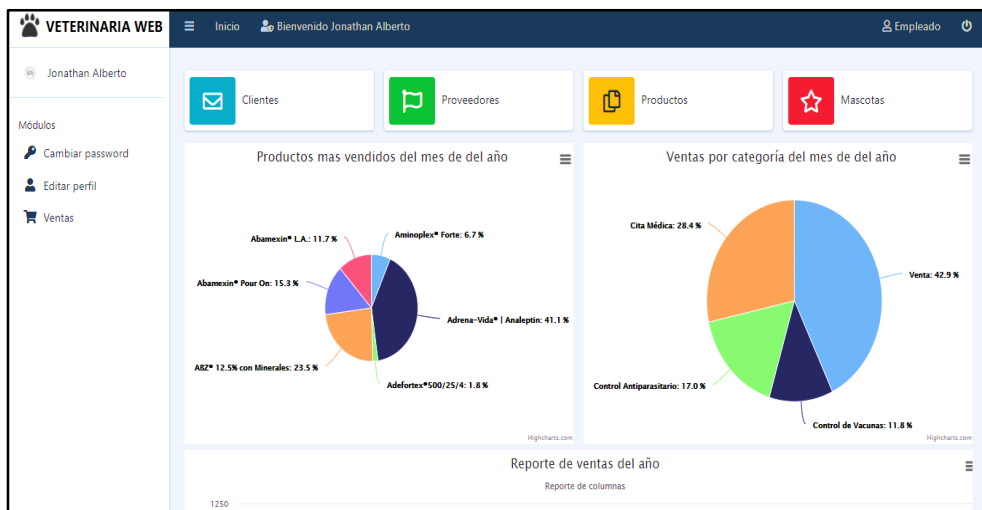 VETERINARIA WEB
Inicio
Bienvenido Jonathan Alberto
Empleado
Jonathan Alberto
Módulos
Cambiar password
Editar perfil
Ventas
Clientes
Proveedores
Productos
Mascotas
Productos mas vendidos del mes de del año
Abamexin® L.A.: 11.7 %
Aminoplex® Forte: 6.7 %
Abamexin® Pour On: 15.3 %
Adrena-Vida® | Analeptin: 41.1 %
ABZ® 12.5% con Minerales: 23.5 %
Adefortex®500/25/4: 1.8 %
Highcharts.com
Ventas por categoría del mes de del año
Cita Médica: 28.4 %
Venta: 42.9 %
Control Antiparasitario: 17.0 %
Control de Vacunas: 11.8 %
Highcharts.com
Reporte de ventas del año
Reporte de columnas
1250